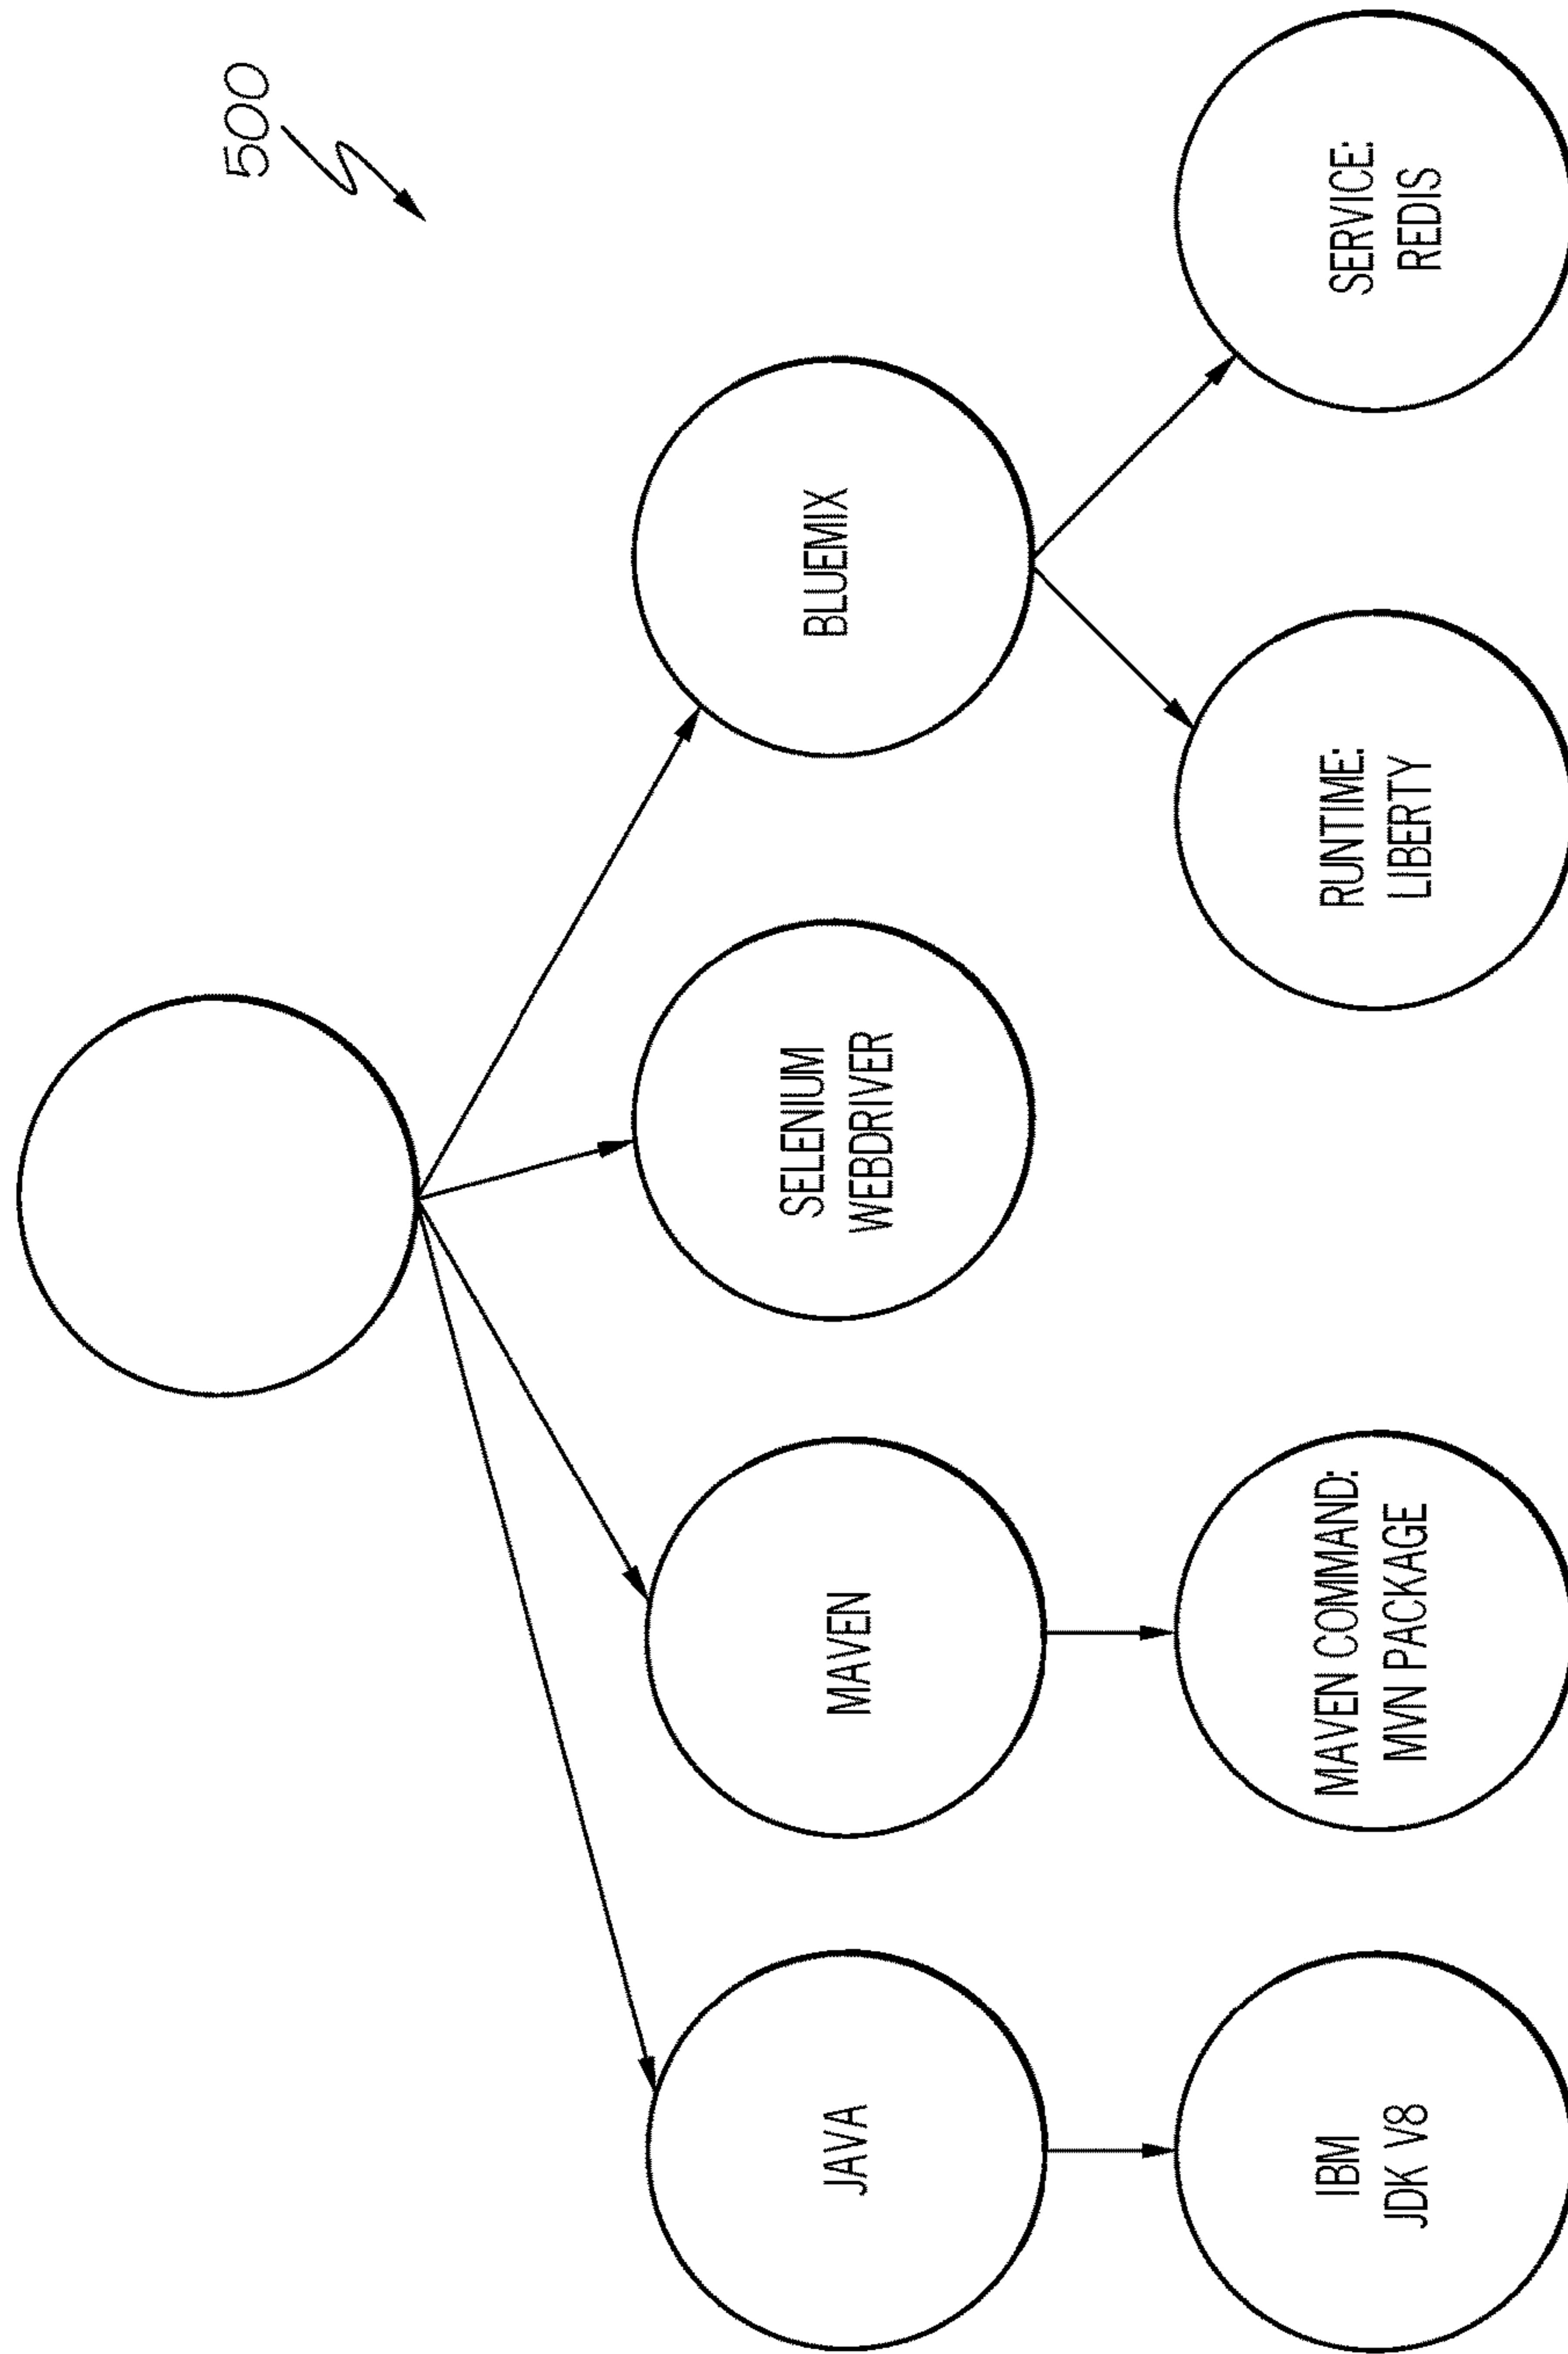 500
JAVA
MAVEN
SELENIUM
WEBDRIVER
BLUEMIX
IBM
JDK V8
MAVEN COMMAND:
MVN PACKAGE
RUNTIME:
LIBERTY
SERVICE:
REDIS